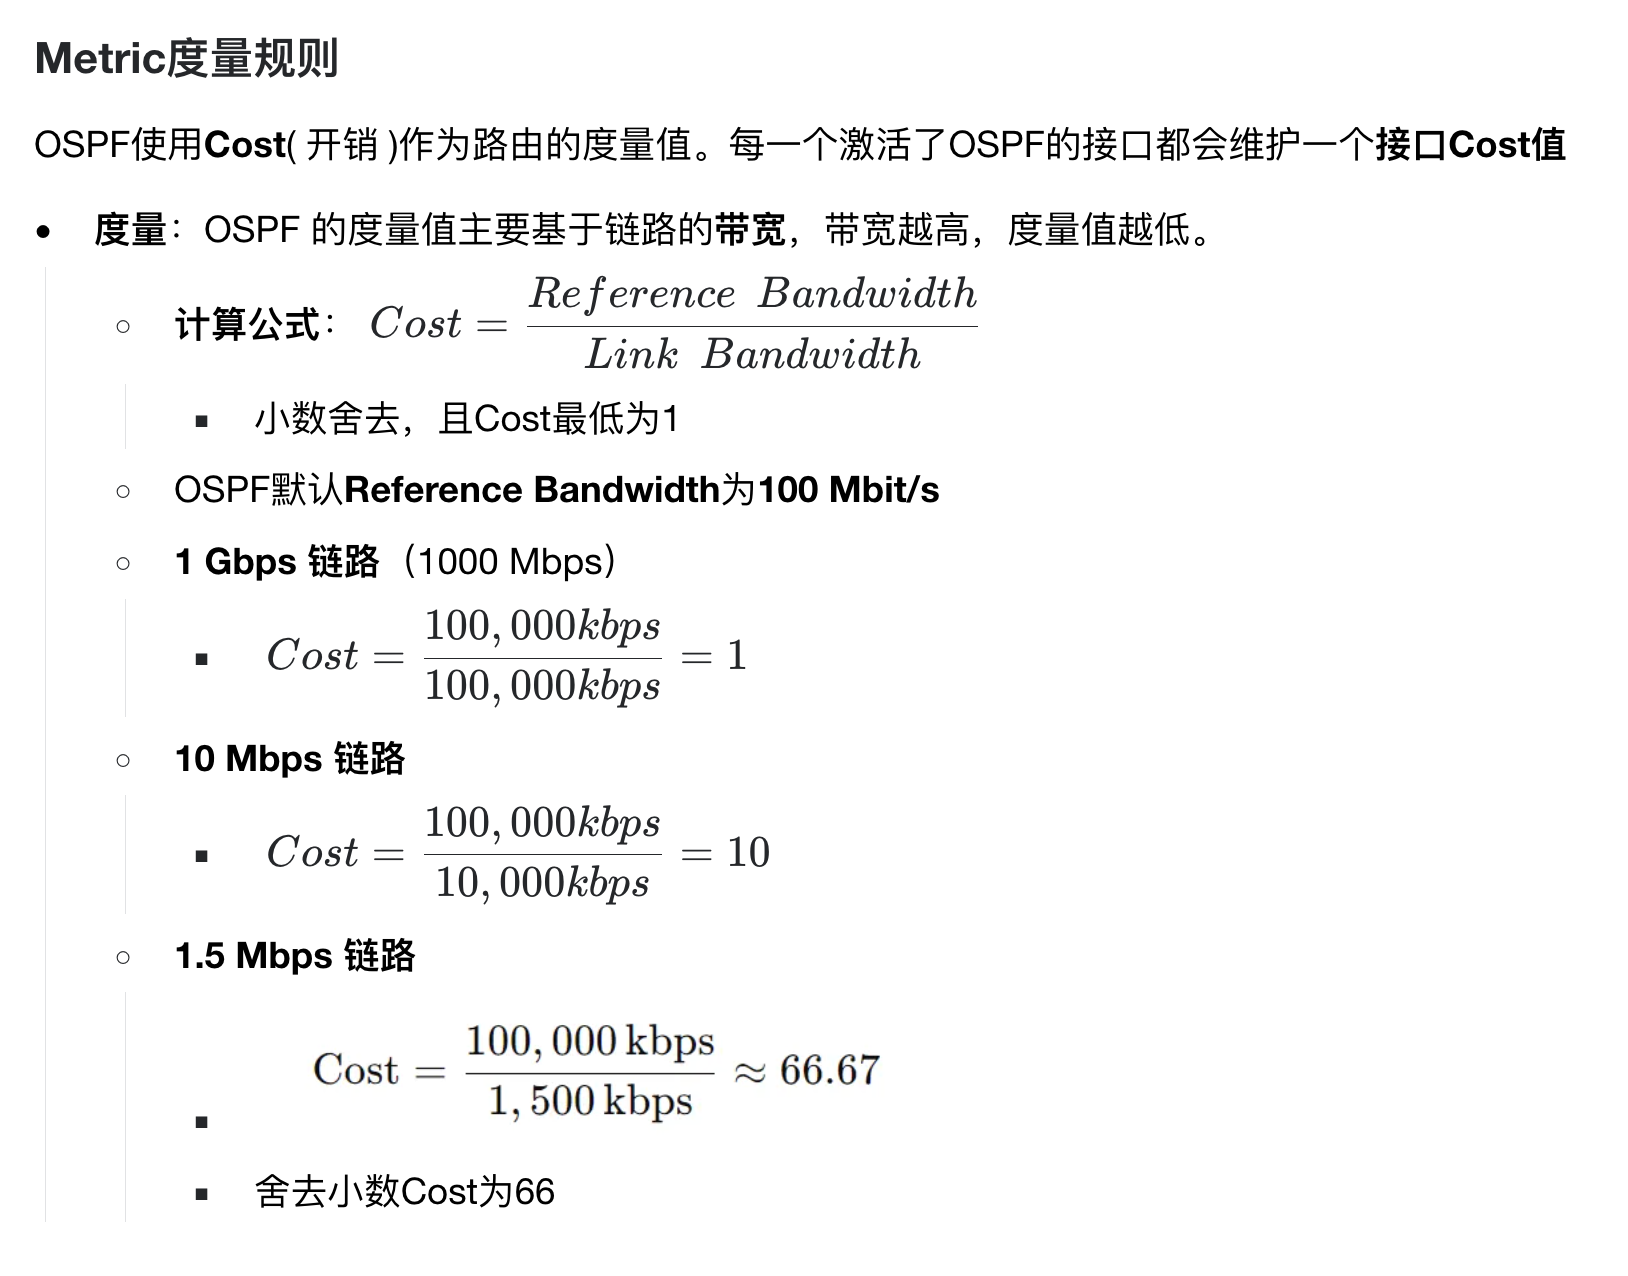 Metric度量规则
OSPF使用Cost( 开销 )作为路由的度量值。每一个激活了OSPF的接口都会维护一个接口Cost值
• 度量：OSPF 的度量值主要基于链路的带宽，带宽越高，度量值越低。
○ 计算公式： Cost = Reference Bandwidth / Link Bandwidth
▪ 小数舍去，且Cost最低为1
○ OSPF默认Reference Bandwidth为100 Mbit/s
○ 1 Gbps 链路（1000 Mbps）
▪ Cost = 100,000kbps / 100,000kbps = 1
○ 10 Mbps 链路
▪ Cost = 100,000kbps / 10,000kbps = 10
○ 1.5 Mbps 链路
▪ Cost = 100,000 kbps / 1,500 kbps ≈ 66.67
▪ 舍去小数Cost为66